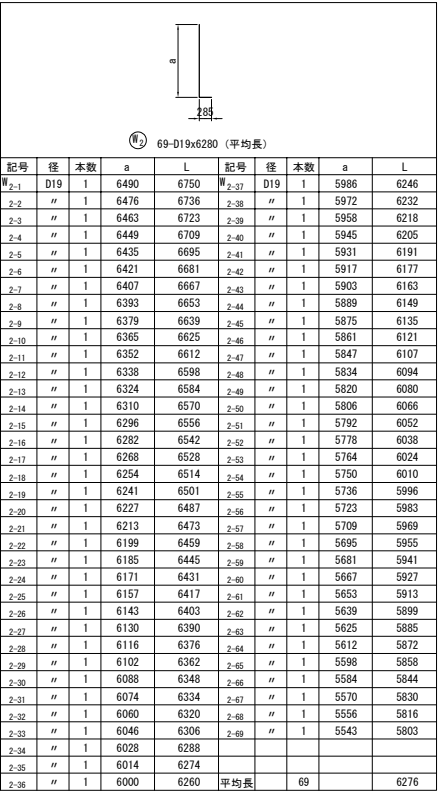 a
285
W2 69-D19x6280 (平均長)
記号 径 本数 a L 記号 径 本数 a L
W2-1 D19 1 6490 6750 W2-37 D19 1 5986 6246
2-2 〃 1 6476 6736 2-38 〃 1 5972 6232
2-3 〃 1 6463 6723 2-39 〃 1 5958 6218
2-4 〃 1 6449 6709 2-40 〃 1 5945 6205
2-5 〃 1 6435 6695 2-41 〃 1 5931 6191
2-6 〃 1 6421 6681 2-42 〃 1 5917 6177
2-7 〃 1 6407 6667 2-43 〃 1 5903 6163
2-8 〃 1 6393 6653 2-44 〃 1 5889 6149
2-9 〃 1 6379 6639 2-45 〃 1 5875 6135
2-10 〃 1 6365 6625 2-46 〃 1 5861 6121
2-11 〃 1 6352 6612 2-47 〃 1 5847 6107
2-12 〃 1 6338 6598 2-48 〃 1 5834 6094
2-13 〃 1 6324 6584 2-49 〃 1 5820 6080
2-14 〃 1 6310 6570 2-50 〃 1 5806 6066
2-15 〃 1 6296 6556 2-51 〃 1 5792 6052
2-16 〃 1 6282 6542 2-52 〃 1 5778 6038
2-17 〃 1 6268 6528 2-53 〃 1 5764 6024
2-18 〃 1 6254 6514 2-54 〃 1 5750 6010
2-19 〃 1 6241 6501 2-55 〃 1 5736 5996
2-20 〃 1 6227 6487 2-56 〃 1 5723 5983
2-21 〃 1 6213 6473 2-57 〃 1 5709 5969
2-22 〃 1 6199 6459 2-58 〃 1 5695 5955
2-23 〃 1 6185 6445 2-59 〃 1 5681 5941
2-24 〃 1 6171 6431 2-60 〃 1 5667 5927
2-25 〃 1 6157 6417 2-61 〃 1 5653 5913
2-26 〃 1 6143 6403 2-62 〃 1 5639 5899
2-27 〃 1 6130 6390 2-63 〃 1 5625 5885
2-28 〃 1 6116 6376 2-64 〃 1 5612 5872
2-29 〃 1 6102 6362 2-65 〃 1 5598 5858
2-30 〃 1 6088 6348 2-66 〃 1 5584 5844
2-31 〃 1 6074 6334 2-67 〃 1 5570 5830
2-32 〃 1 6060 6320 2-68 〃 1 5556 5816
2-33 〃 1 6046 6306 2-69 〃 1 5543 5803
2-34 〃 1 6028 6288
2-35 〃 1 6014 6274
2-36 〃 1 6000 6260 平均長 69 6276